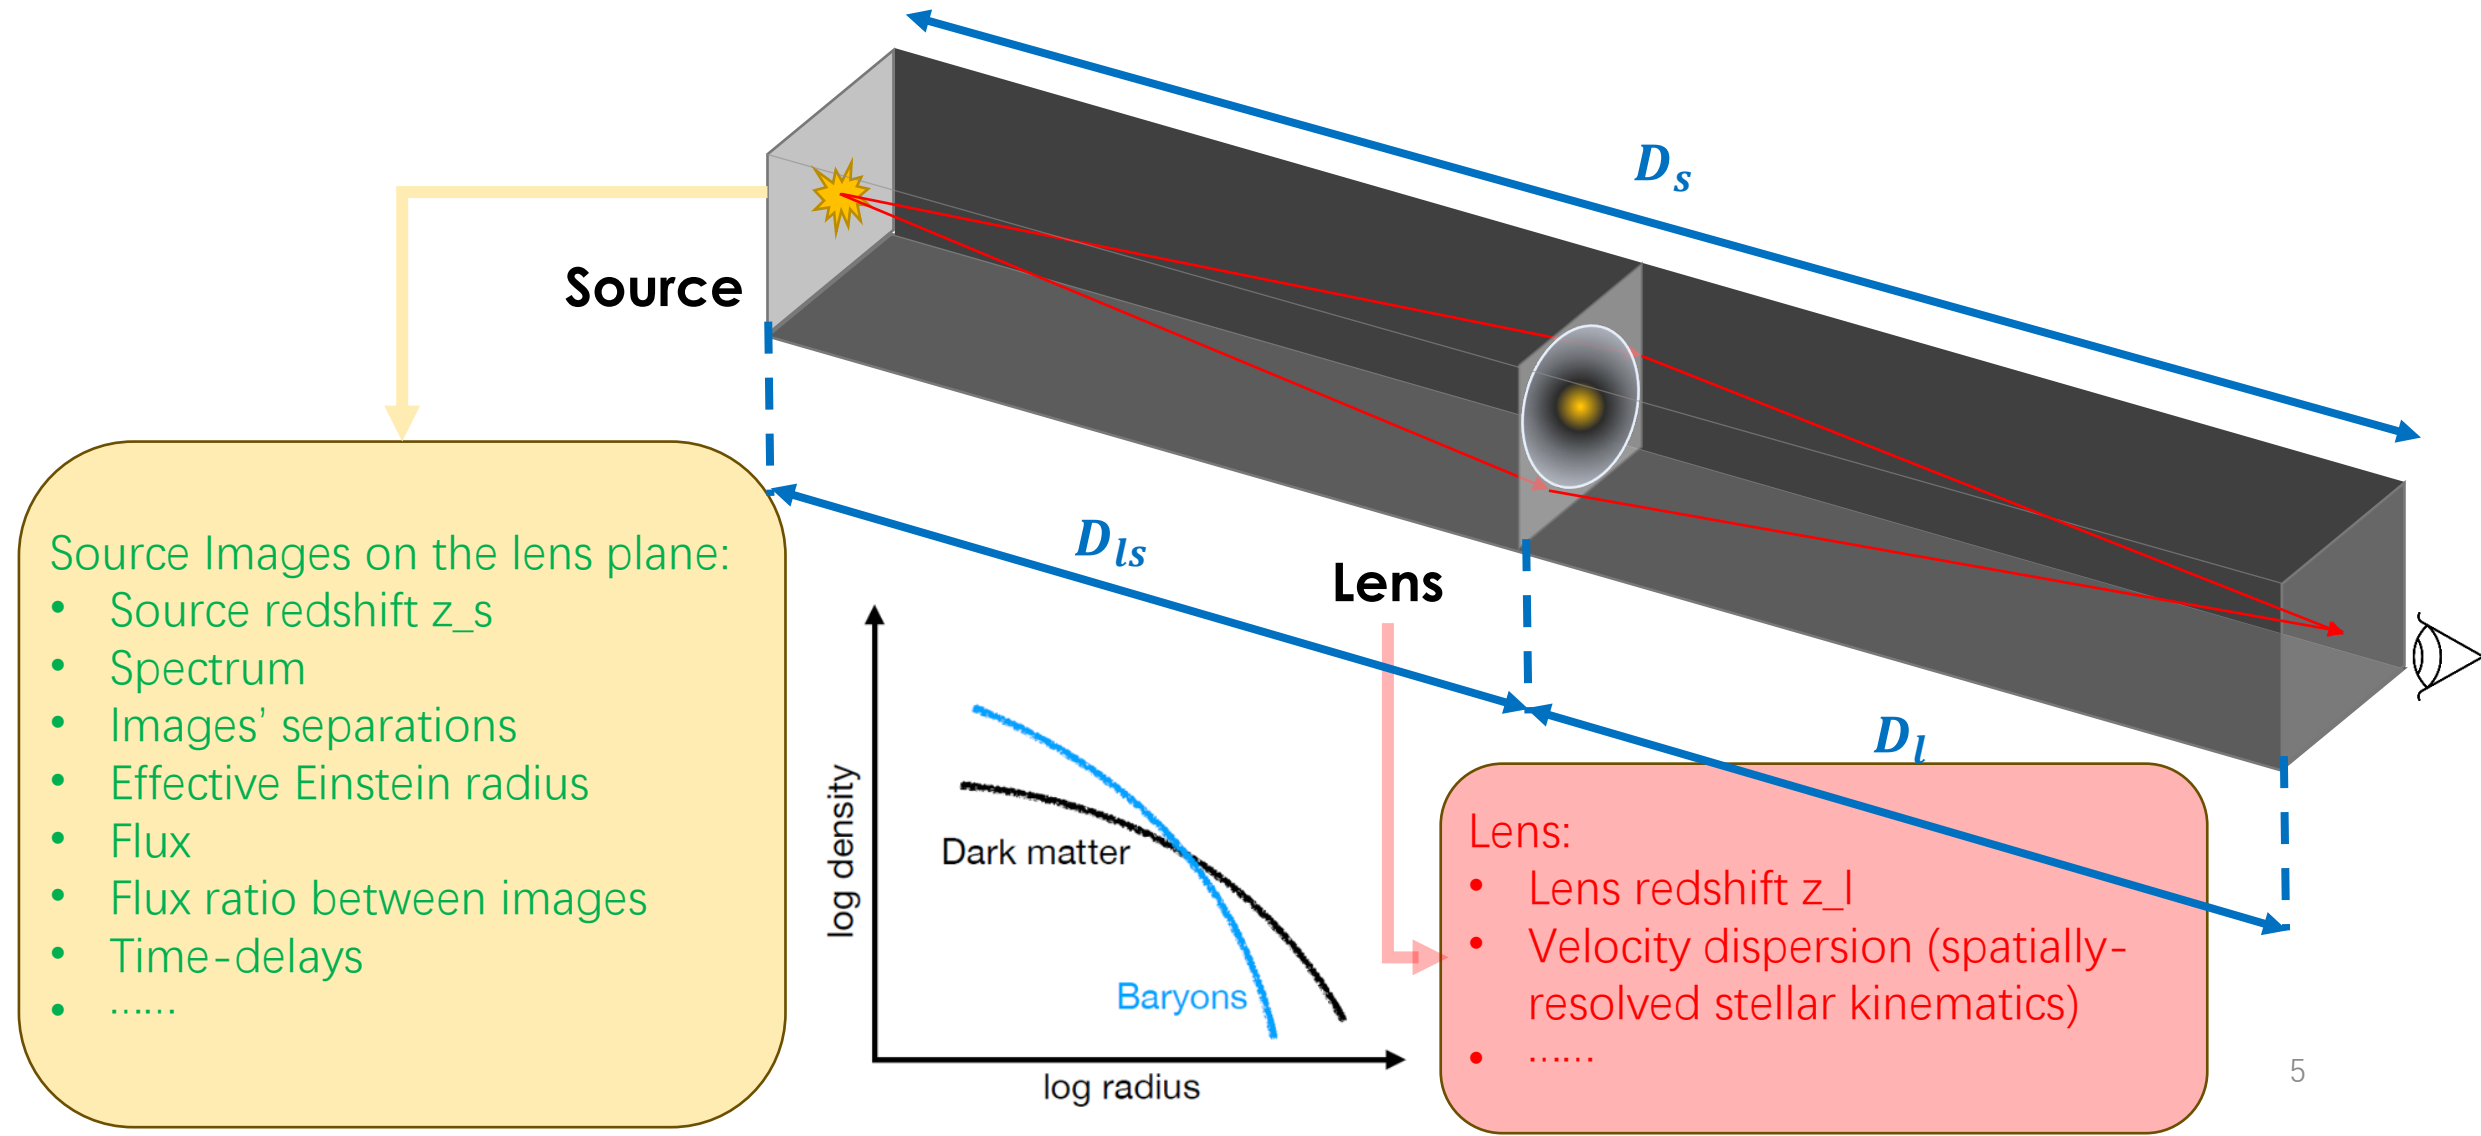 D_s
Source
D_ls
Lens
D_l
Source Images on the lens plane:
• Source redshift z_s
• Spectrum
• Images’ separations
• Effective Einstein radius
• Flux
• Flux ratio between images
• Time-delays
• ……
log density
Dark matter
Baryons
log radius
Lens:
• Lens redshift z_l
• Velocity dispersion (spatially-
resolved stellar kinematics)
• ……
5